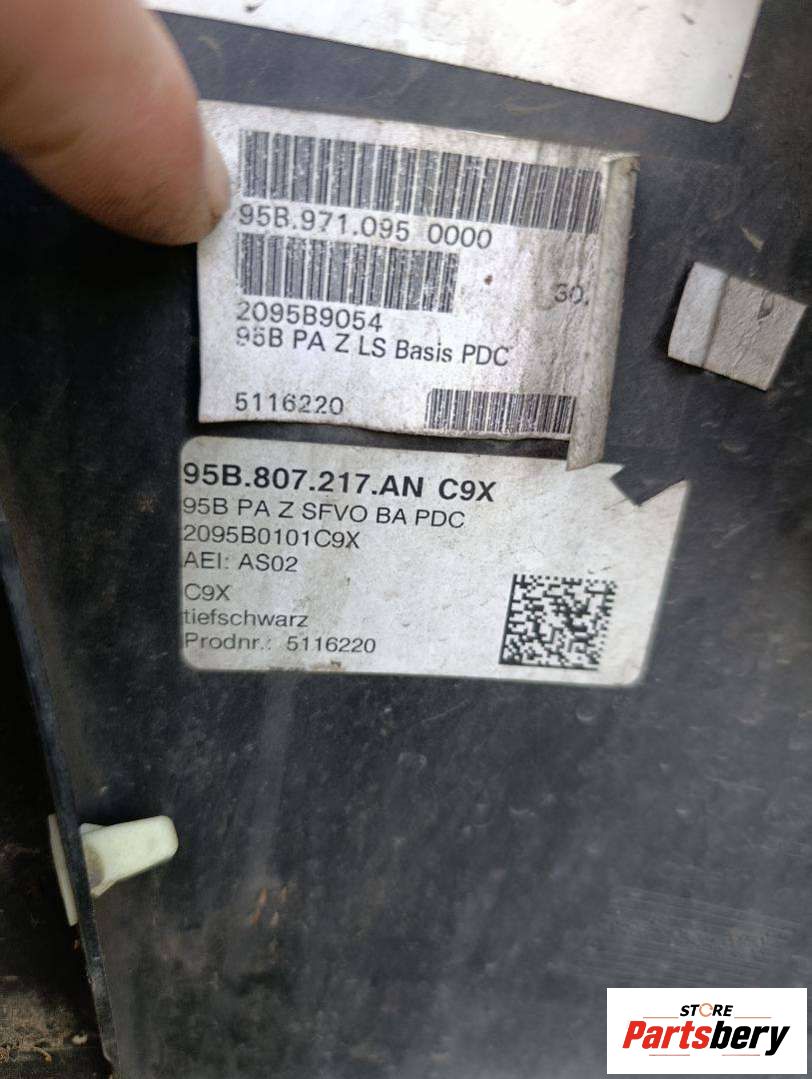 95B.971.095 0000
30.
2095B9054
95B PA Z LS Basis PDC
5116220
95B.807.217.AN C9X
95B PA Z SFVO BA PDC
2095B0101C9X
AEI: AS02
C9X
tiefschwarz
Prodnr.: 5116220
STORE
Partsbery